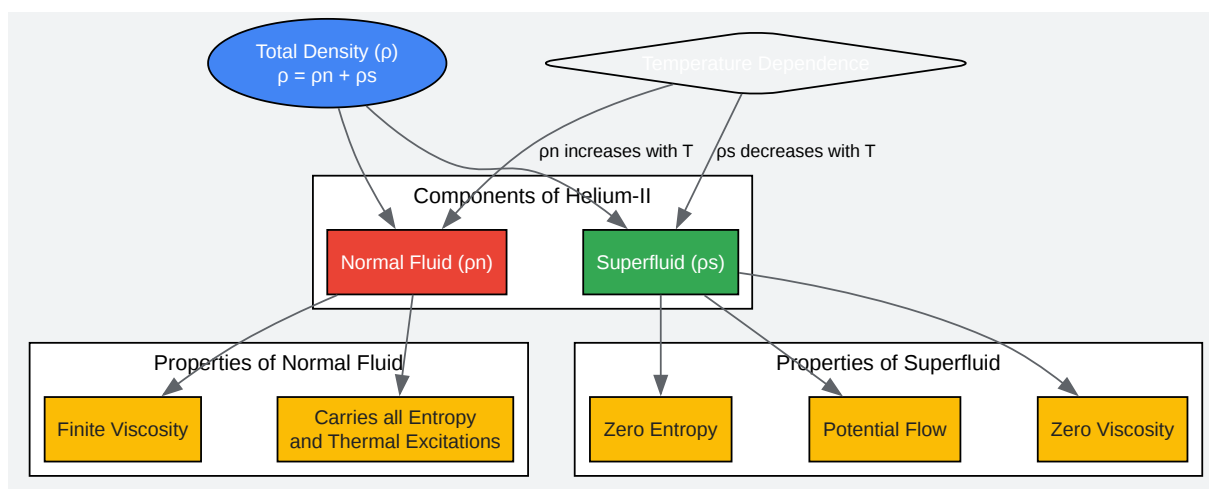 Total Density (ρ)
ρ = ρn + ρs
Temperature Dependence
ρn increases with T
ρs decreases with T
Components of Helium-II
Normal Fluid (ρn)
Superfluid (ρs)
Properties of Normal Fluid
Finite Viscosity
Carries all Entropy
and Thermal Excitations
Properties of Superfluid
Zero Entropy
Potential Flow
Zero Viscosity